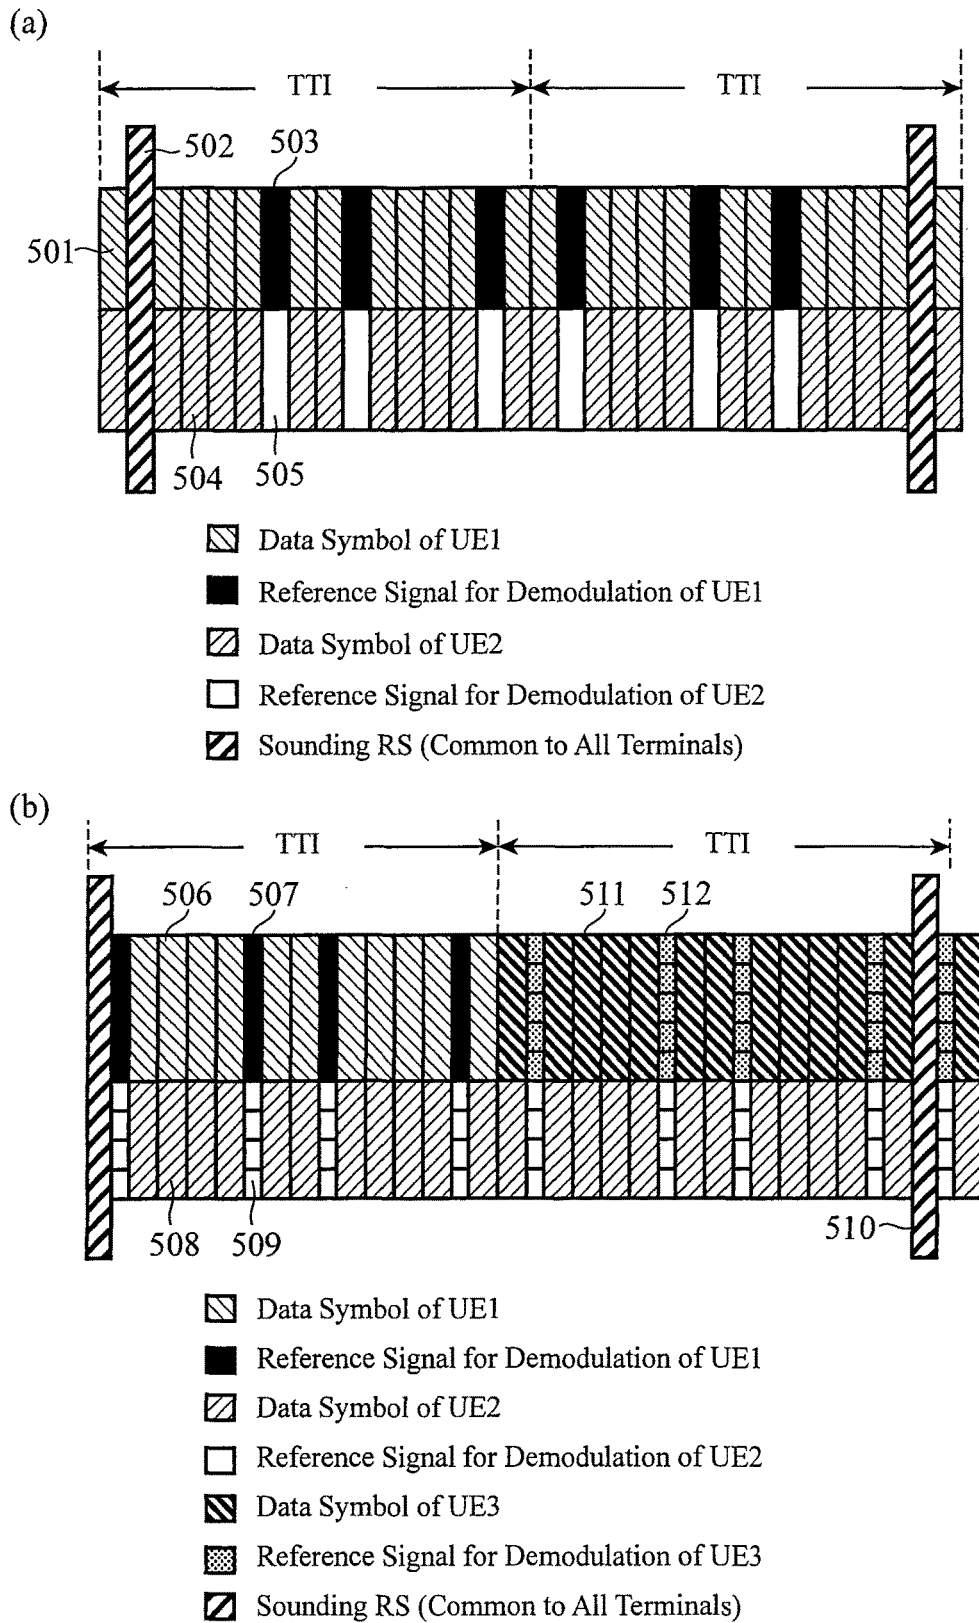 (a)
TTI TTI
502 503
501
504 505
Data Symbol of UE1
Reference Signal for Demodulation of UE1
Data Symbol of UE2
Reference Signal for Demodulation of UE2
Sounding RS (Common to All Terminals)
(b)
TTI TTI
506 507 511 512
508 509 510
Data Symbol of UE1
Reference Signal for Demodulation of UE1
Data Symbol of UE2
Reference Signal for Demodulation of UE2
Data Symbol of UE3
Reference Signal for Demodulation of UE3
Sounding RS (Common to All Terminals)